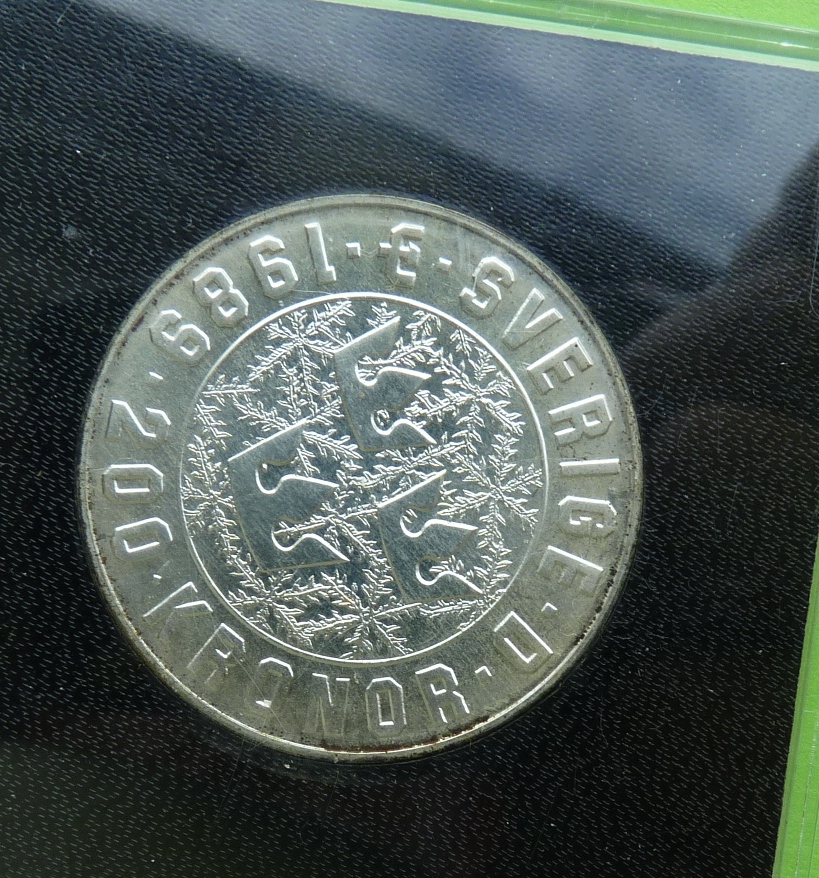 SVERIGE
E · 1989 · 200 KRONOR · D